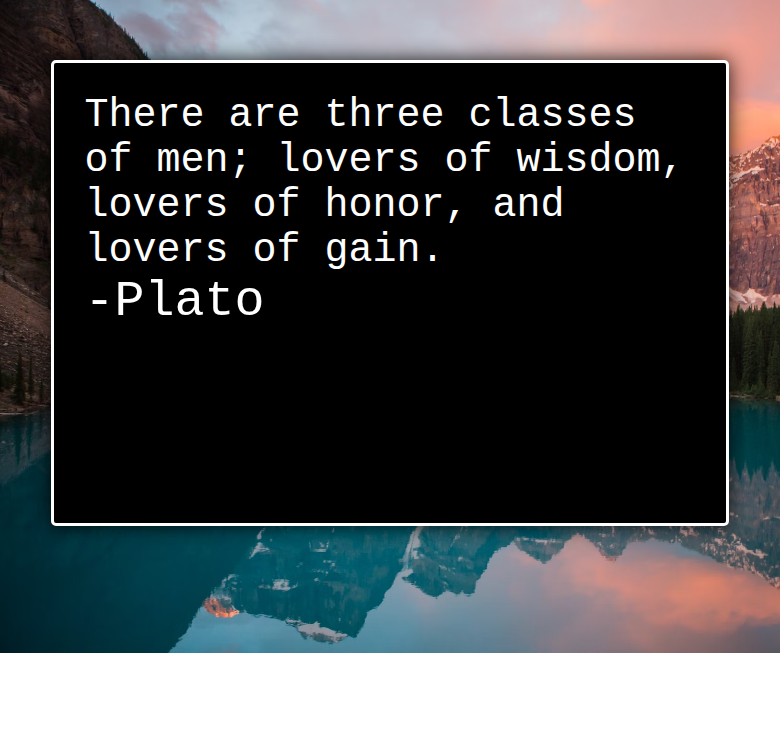 There are three classes
of men; lovers of wisdom,
lovers of honor, and
lovers of gain.
-Plato